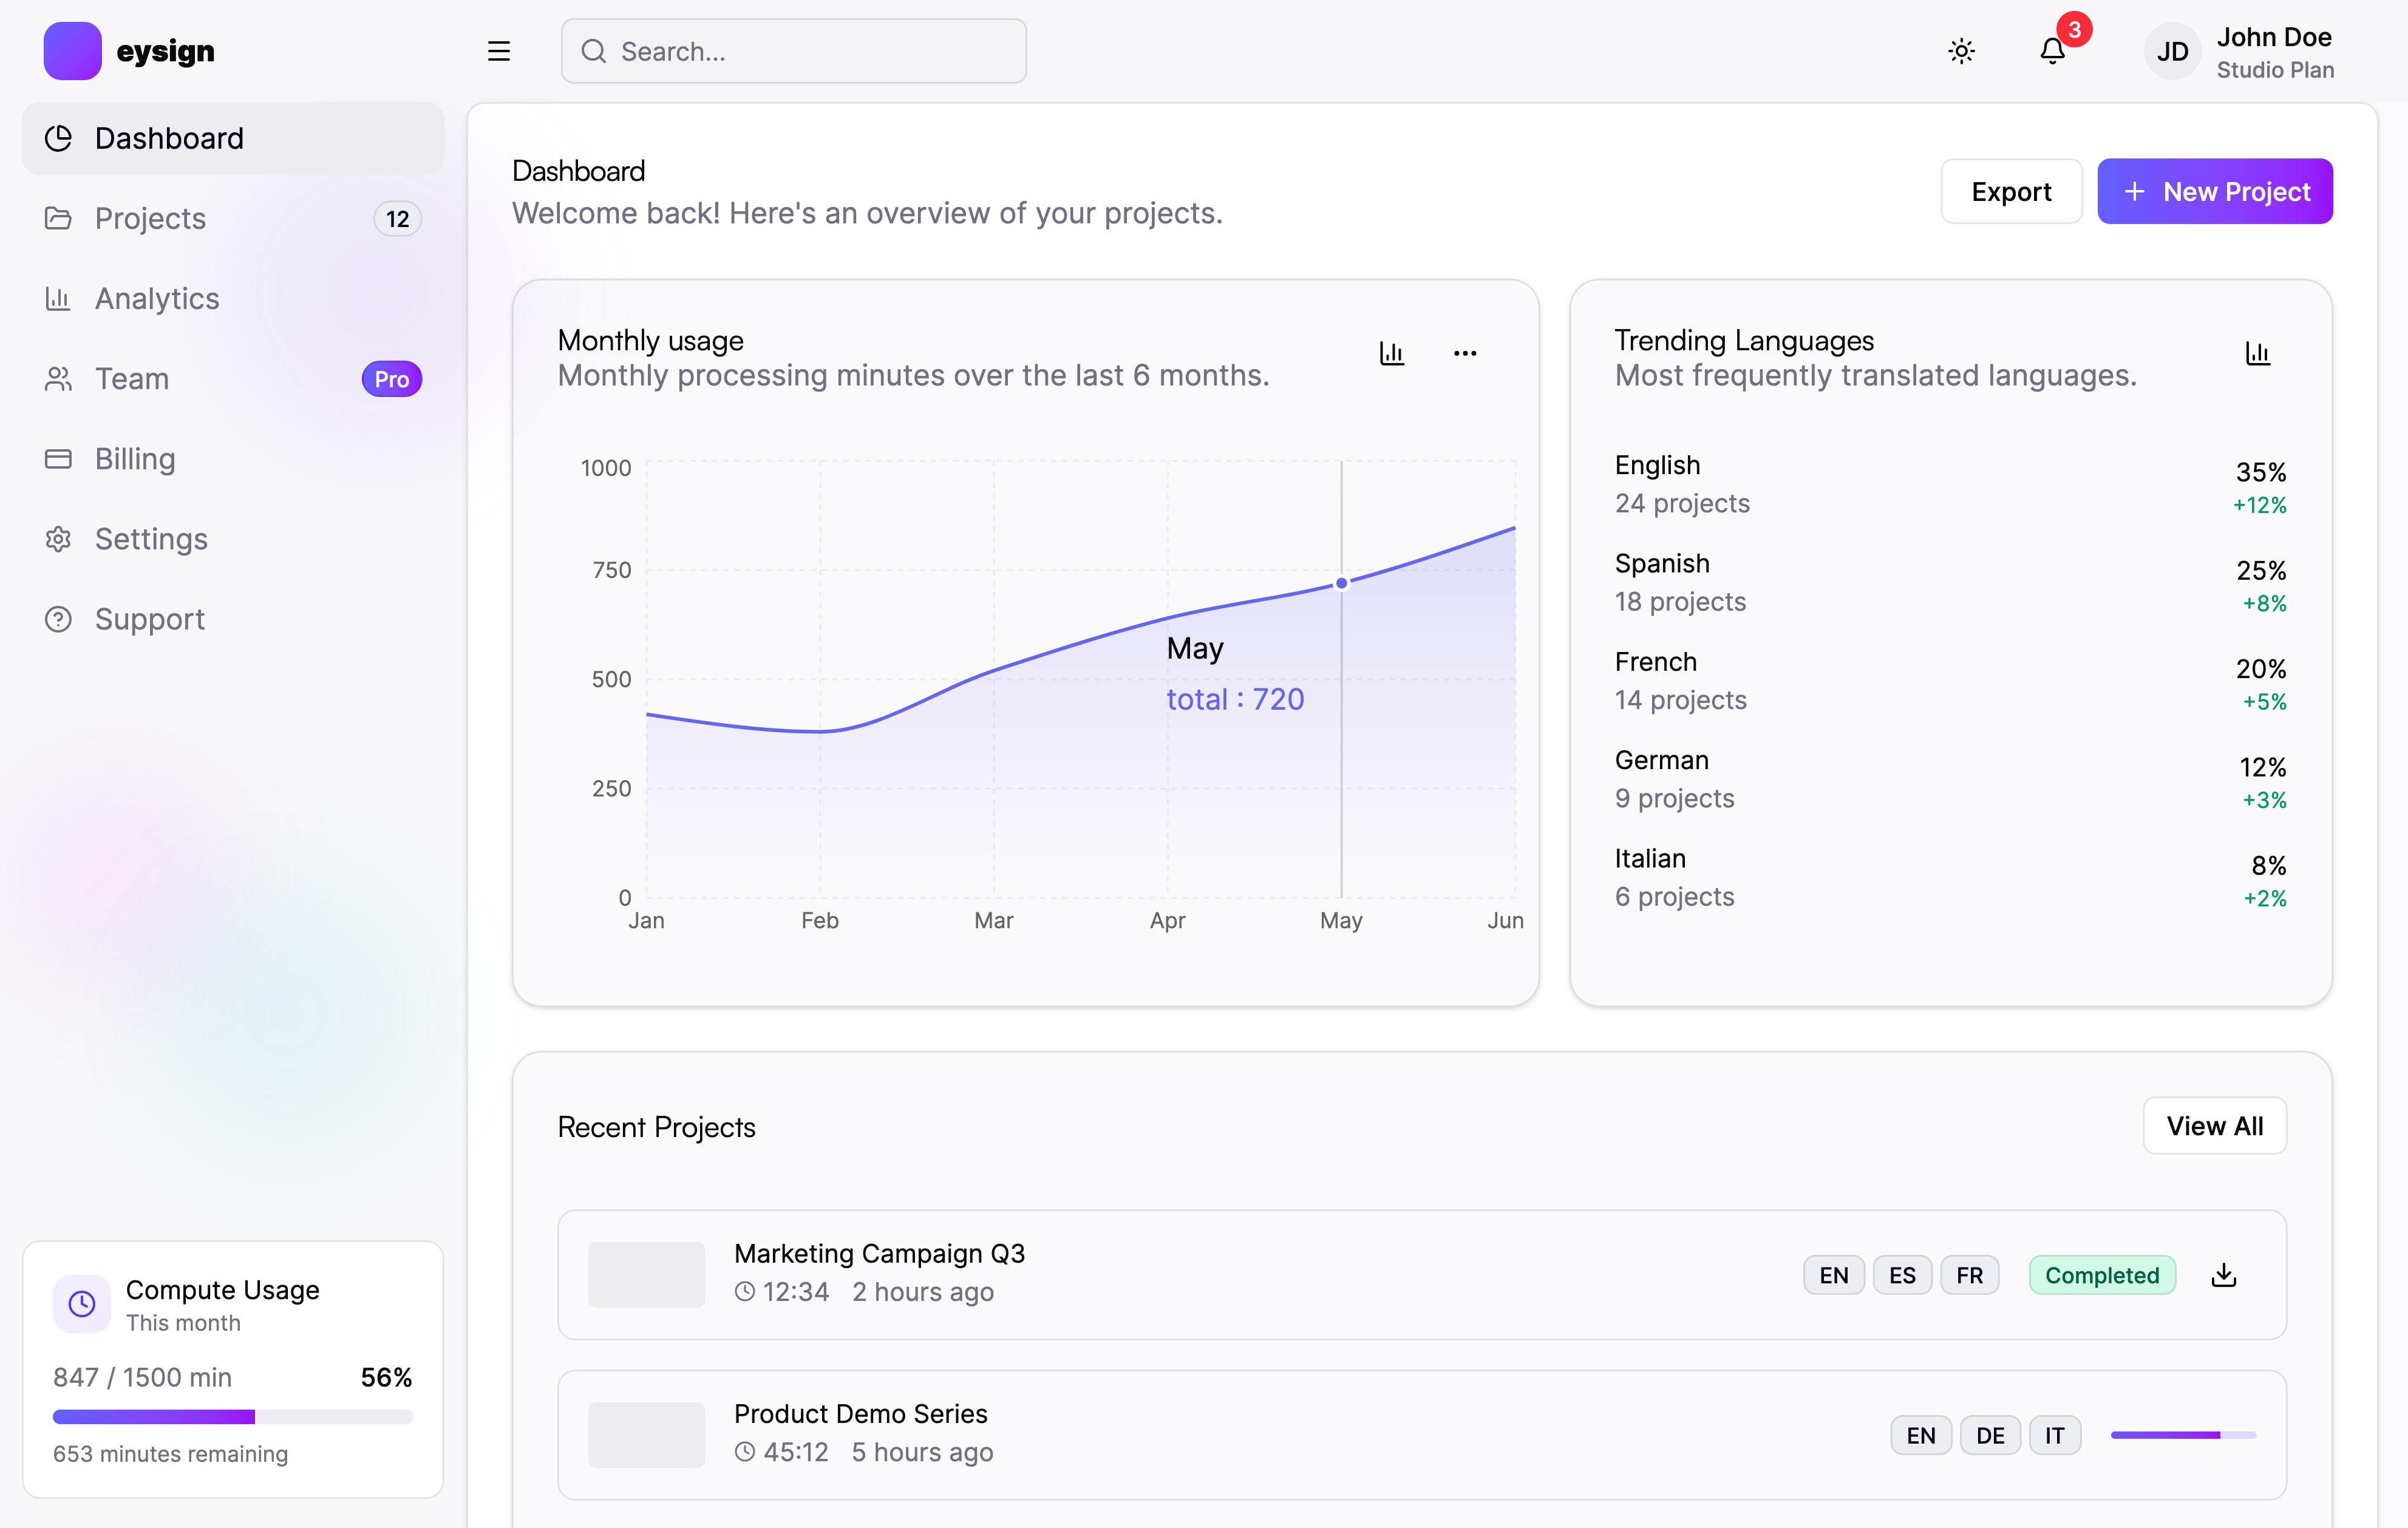 eysign
Search...
3
JD
John Doe
Studio Plan
Dashboard
Projects
12
Analytics
Team
Pro
Billing
Settings
Support
Compute Usage
This month
847 / 1500 min
56%
653 minutes remaining
Dashboard
Welcome back! Here's an overview of your projects.
Export
New Project
Monthly usage
Monthly processing minutes over the last 6 months.
1000
750
500
250
0
May
total : 720
Jan
Feb
Mar
Apr
May
Jun
Trending Languages
Most frequently translated languages.
English
24 projects
35%
+12%
Spanish
18 projects
25%
+8%
French
14 projects
20%
+5%
German
9 projects
12%
+3%
Italian
6 projects
8%
+2%
Recent Projects
View All
Marketing Campaign Q3
12:34 2 hours ago
EN ES FR
Completed
Product Demo Series
45:12 5 hours ago
EN DE IT